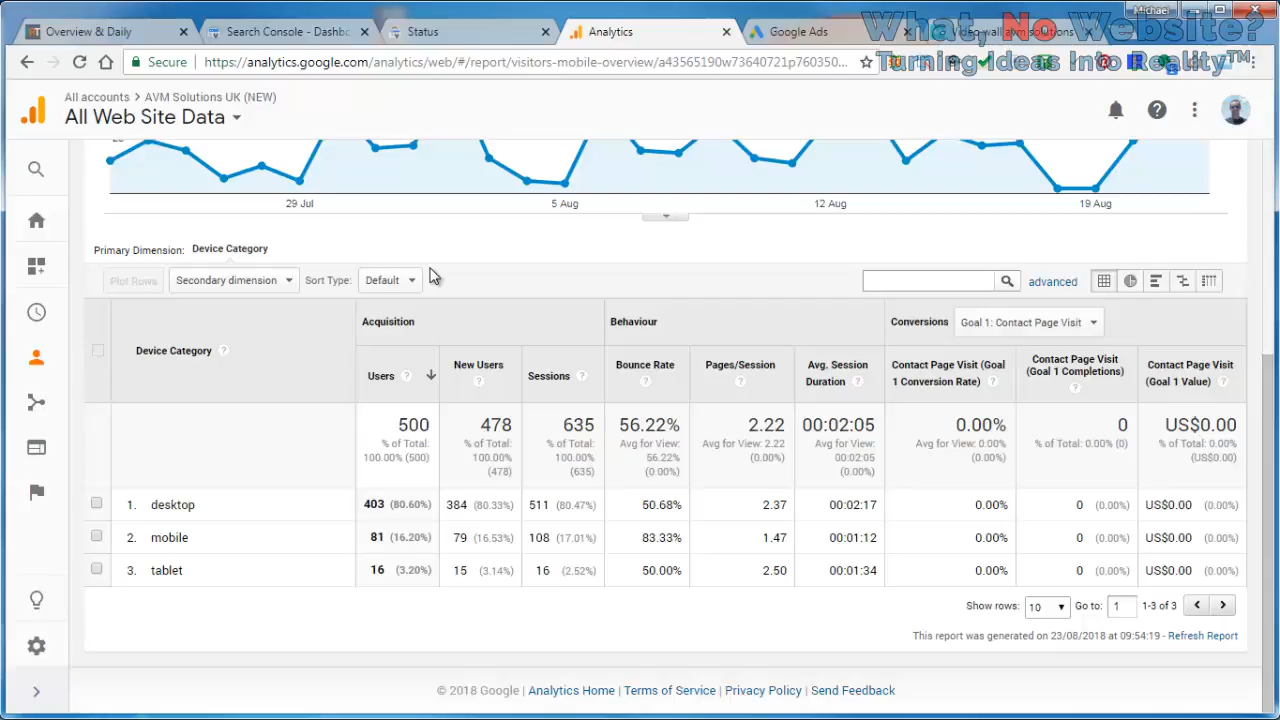 Michael
What, No Website?
Turning Ideas Into Reality™
Overview & Daily
Search Console - Dashb
Status
Analytics
Google Ads
Video wall avm solutions
Secure
https://analytics.google.com/analytics/web/#/report/visitors-mobile-overview/a43565190w73640721p760350...
All accounts > AVM Solutions UK (NEW)
All Web Site Data
29 Jul
5 Aug
12 Aug
19 Aug
Primary Dimension: Device Category
Plot Rows
Secondary dimension
Sort Type:
Default
advanced
Acquisition
Behaviour
Conversions
Goal 1: Contact Page Visit
Device Category
Users
New Users
Sessions
Bounce Rate
Pages/Session
Avg. Session Duration
Contact Page Visit (Goal 1 Conversion Rate)
Contact Page Visit (Goal 1 Completions)
Contact Page Visit (Goal 1 Value)
500
% of Total: 100.00% (500)
478
% of Total: 100.00% (478)
635
% of Total: 100.00% (635)
56.22%
Avg for View: 56.22% (0.00%)
2.22
Avg for View: 2.22 (0.00%)
00:02:05
Avg for View: 00:02:05 (0.00%)
0.00%
Avg for View: 0.00% (0.00%)
0
% of Total: 0.00% (0)
US$0.00
% of Total: 0.00% (US$0.00)
1. desktop 403 (80.60%) 384 (80.33%) 511 (80.47%) 50.68% 2.37 00:02:17 0.00% 0 (0.00%) US$0.00 (0.00%)
2. mobile 81 (16.20%) 79 (16.53%) 108 (17.01%) 83.33% 1.47 00:01:12 0.00% 0 (0.00%) US$0.00 (0.00%)
3. tablet 16 (3.20%) 15 (3.14%) 16 (2.52%) 50.00% 2.50 00:01:34 0.00% 0 (0.00%) US$0.00 (0.00%)
Show rows: 10 Go to: 1 1-3 of 3
This report was generated on 23/08/2018 at 09:54:19 - Refresh Report
© 2018 Google | Analytics Home | Terms of Service | Privacy Policy | Send Feedback